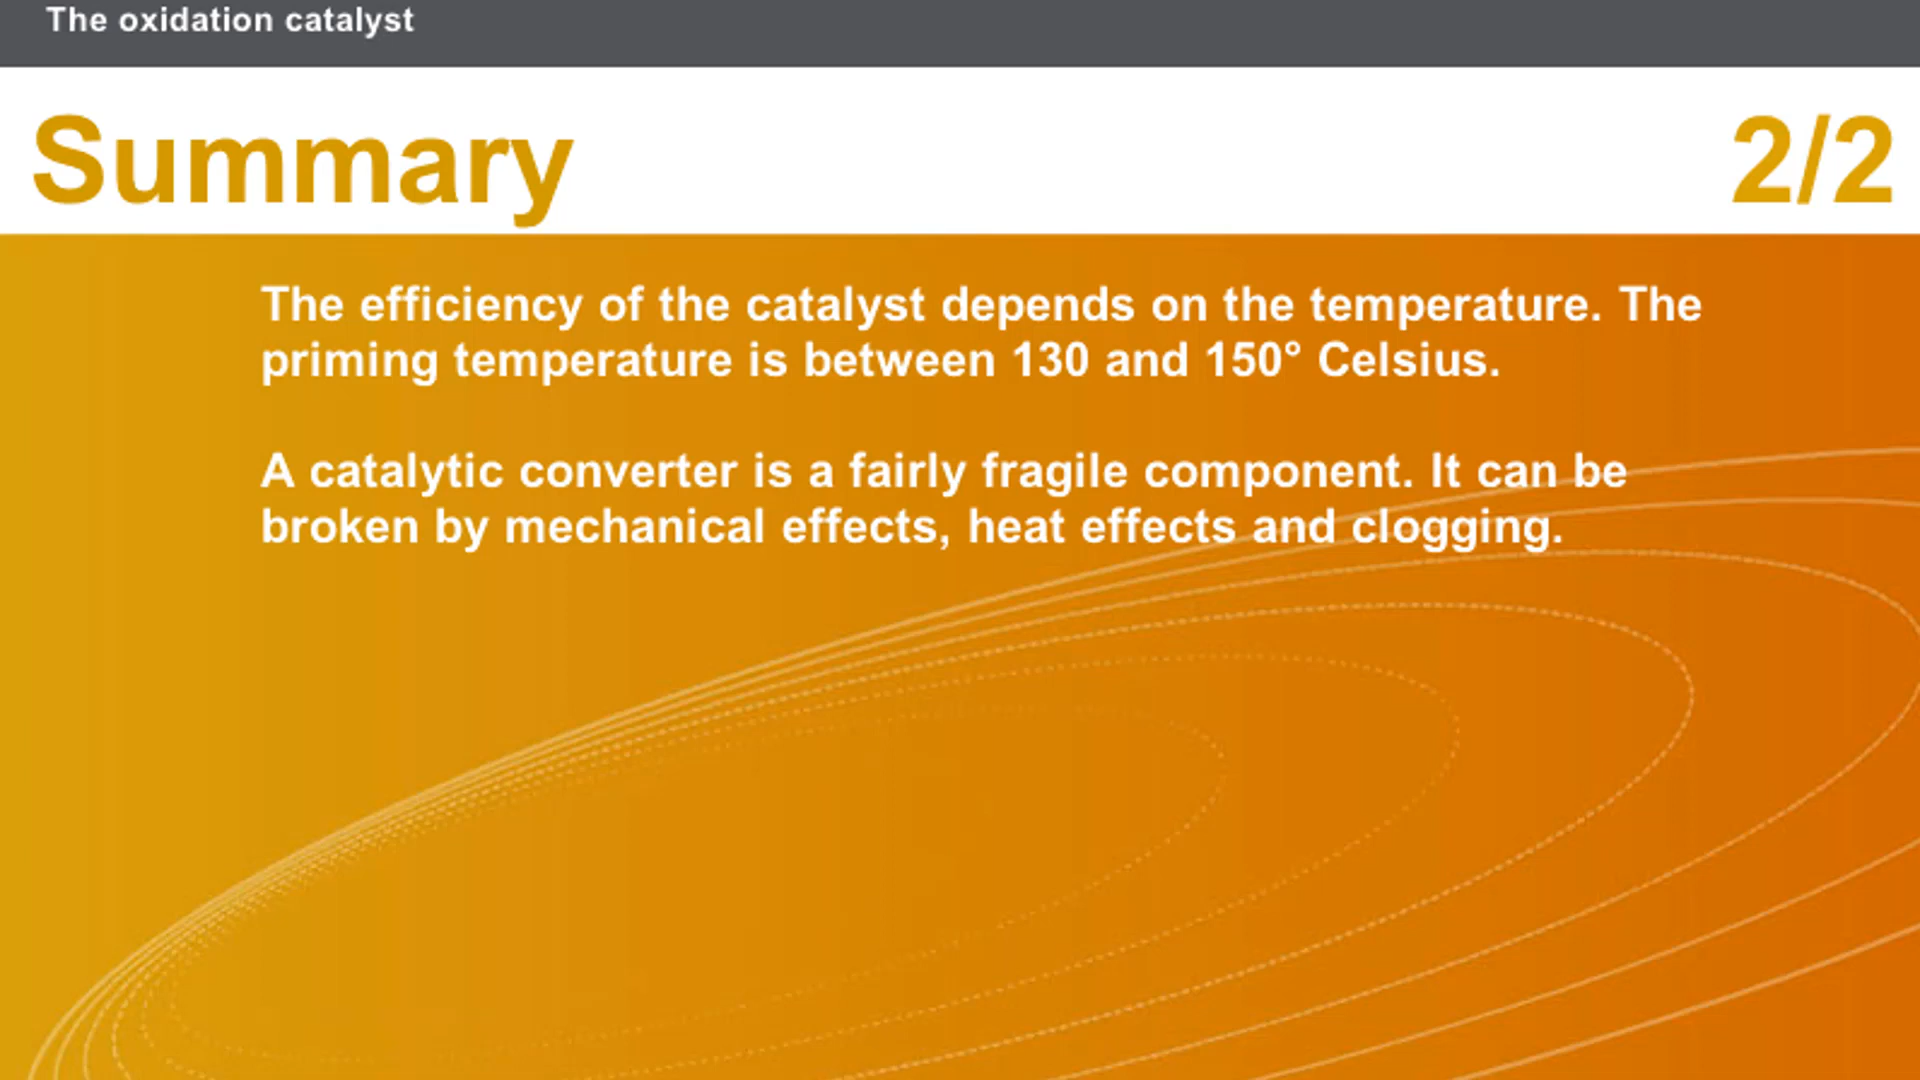 The oxidation catalyst
Summary
2/2
The efficiency of the catalyst depends on the temperature. The
priming temperature is between 130 and 150° Celsius.
A catalytic converter is a fairly fragile component. It can be
broken by mechanical effects, heat effects and clogging.